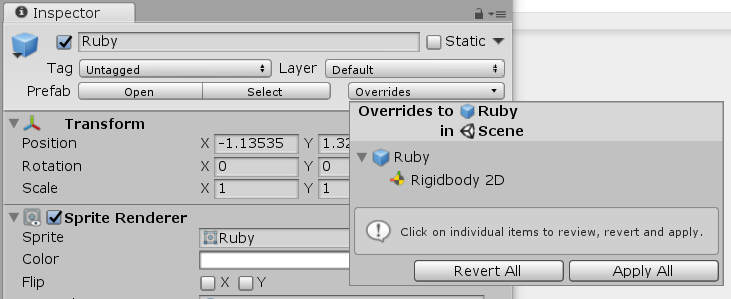 Inspector
Ruby
Static
Tag Untagged Layer Default
Prefab Open Select Overrides
Overrides to Ruby
in Scene
Transform
Position X -1.13535 Y 1.32
Rotation X 0 Y 0
Scale X 1 Y 1
Ruby
Rigidbody 2D
Click on individual items to review, revert and apply.
Revert All Apply All
Sprite Renderer
Sprite Ruby
Color
Flip X Y